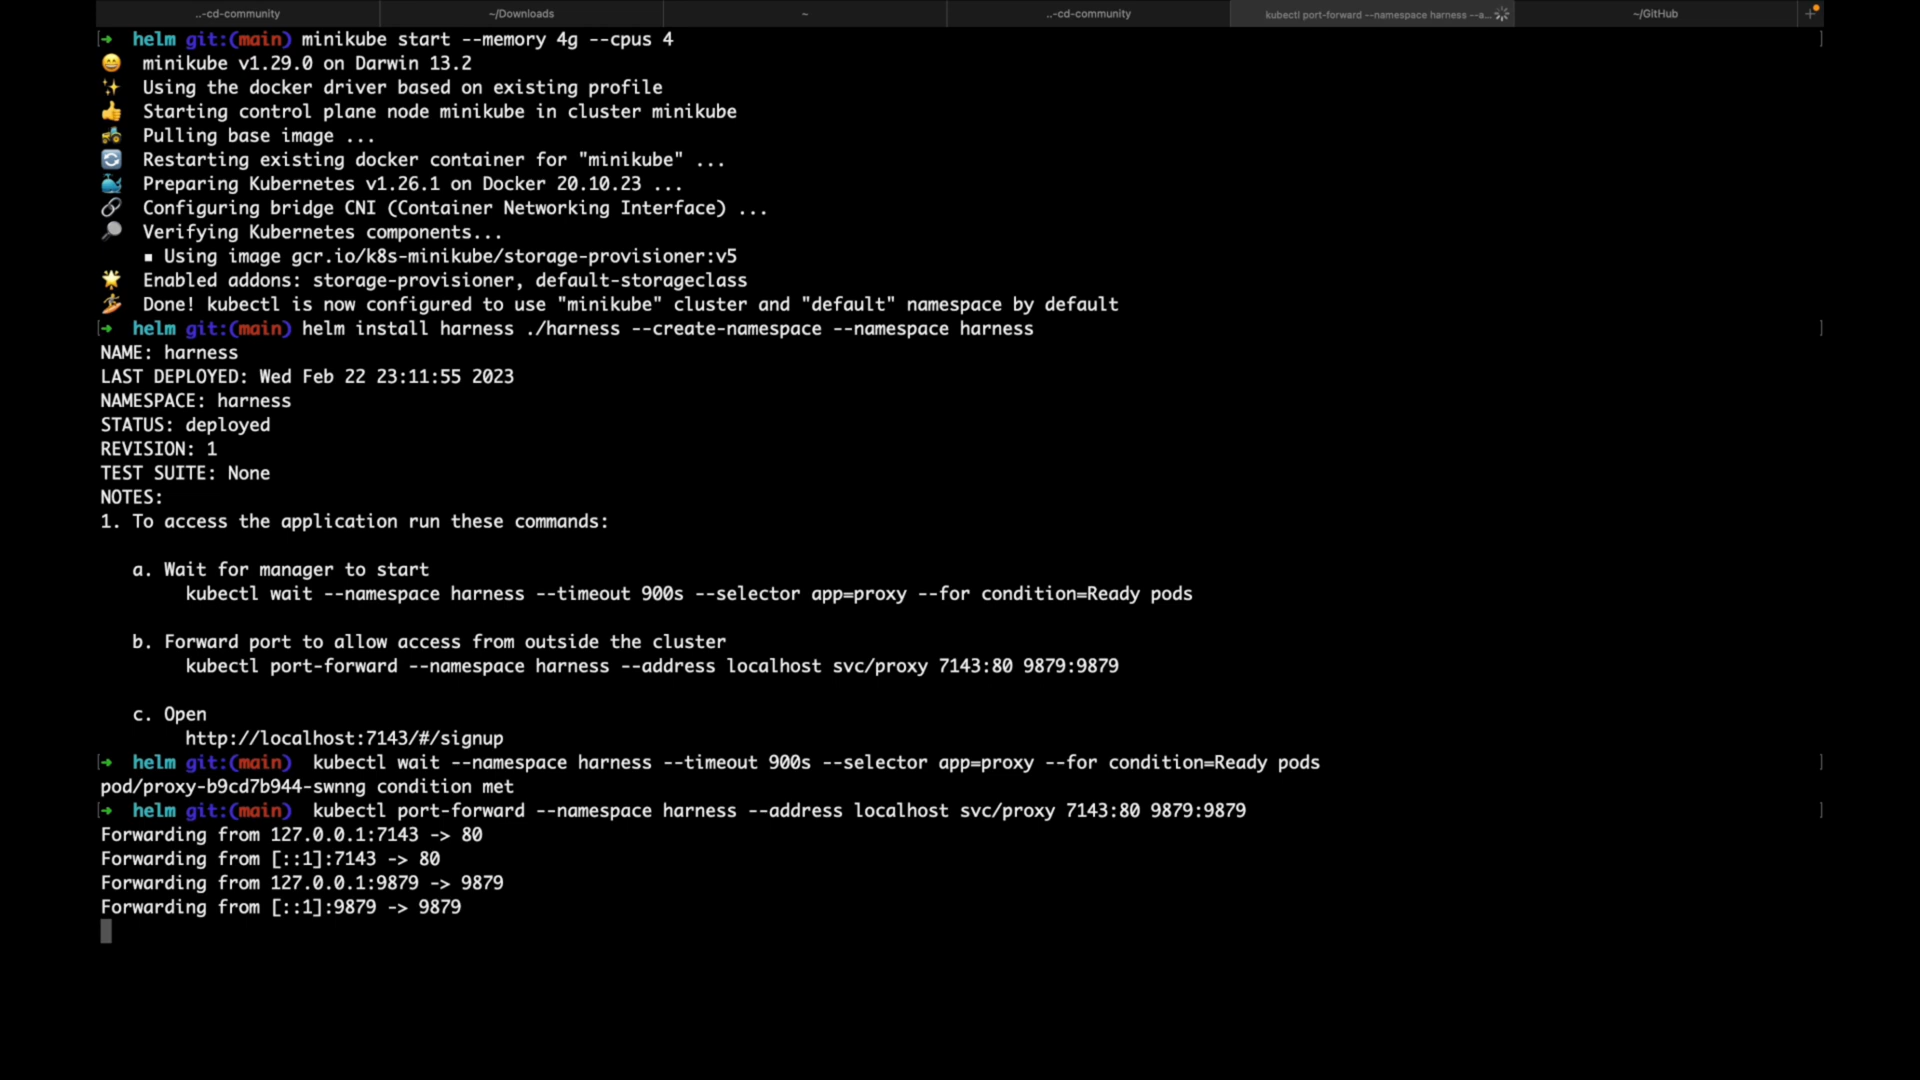 ..-cd-community
~/Downloads
~
..-cd-community
kubectl port-forward --namespace harness --a...
~/GitHub
➜ helm git:(main) minikube start --memory 4g --cpus 4
😄 minikube v1.29.0 on Darwin 13.2
✨ Using the docker driver based on existing profile
👍 Starting control plane node minikube in cluster minikube
🚜 Pulling base image ...
🔄 Restarting existing docker container for "minikube" ...
🐳 Preparing Kubernetes v1.26.1 on Docker 20.10.23 ...
🔗 Configuring bridge CNI (Container Networking Interface) ...
🔎 Verifying Kubernetes components...
▪ Using image gcr.io/k8s-minikube/storage-provisioner:v5
🌟 Enabled addons: storage-provisioner, default-storageclass
🏄 Done! kubectl is now configured to use "minikube" cluster and "default" namespace by default
➜ helm git:(main) helm install harness ./harness --create-namespace --namespace harness
NAME: harness
LAST DEPLOYED: Wed Feb 22 23:11:55 2023
NAMESPACE: harness
STATUS: deployed
REVISION: 1
TEST SUITE: None
NOTES:
1. To access the application run these commands:
a. Wait for manager to start
kubectl wait --namespace harness --timeout 900s --selector app=proxy --for condition=Ready pods
b. Forward port to allow access from outside the cluster
kubectl port-forward --namespace harness --address localhost svc/proxy 7143:80 9879:9879
c. Open
http://localhost:7143/#/signup
➜ helm git:(main) kubectl wait --namespace harness --timeout 900s --selector app=proxy --for condition=Ready pods
pod/proxy-b9cd7b944-swnng condition met
➜ helm git:(main) kubectl port-forward --namespace harness --address localhost svc/proxy 7143:80 9879:9879
Forwarding from 127.0.0.1:7143 -> 80
Forwarding from [::1]:7143 -> 80
Forwarding from 127.0.0.1:9879 -> 9879
Forwarding from [::1]:9879 -> 9879